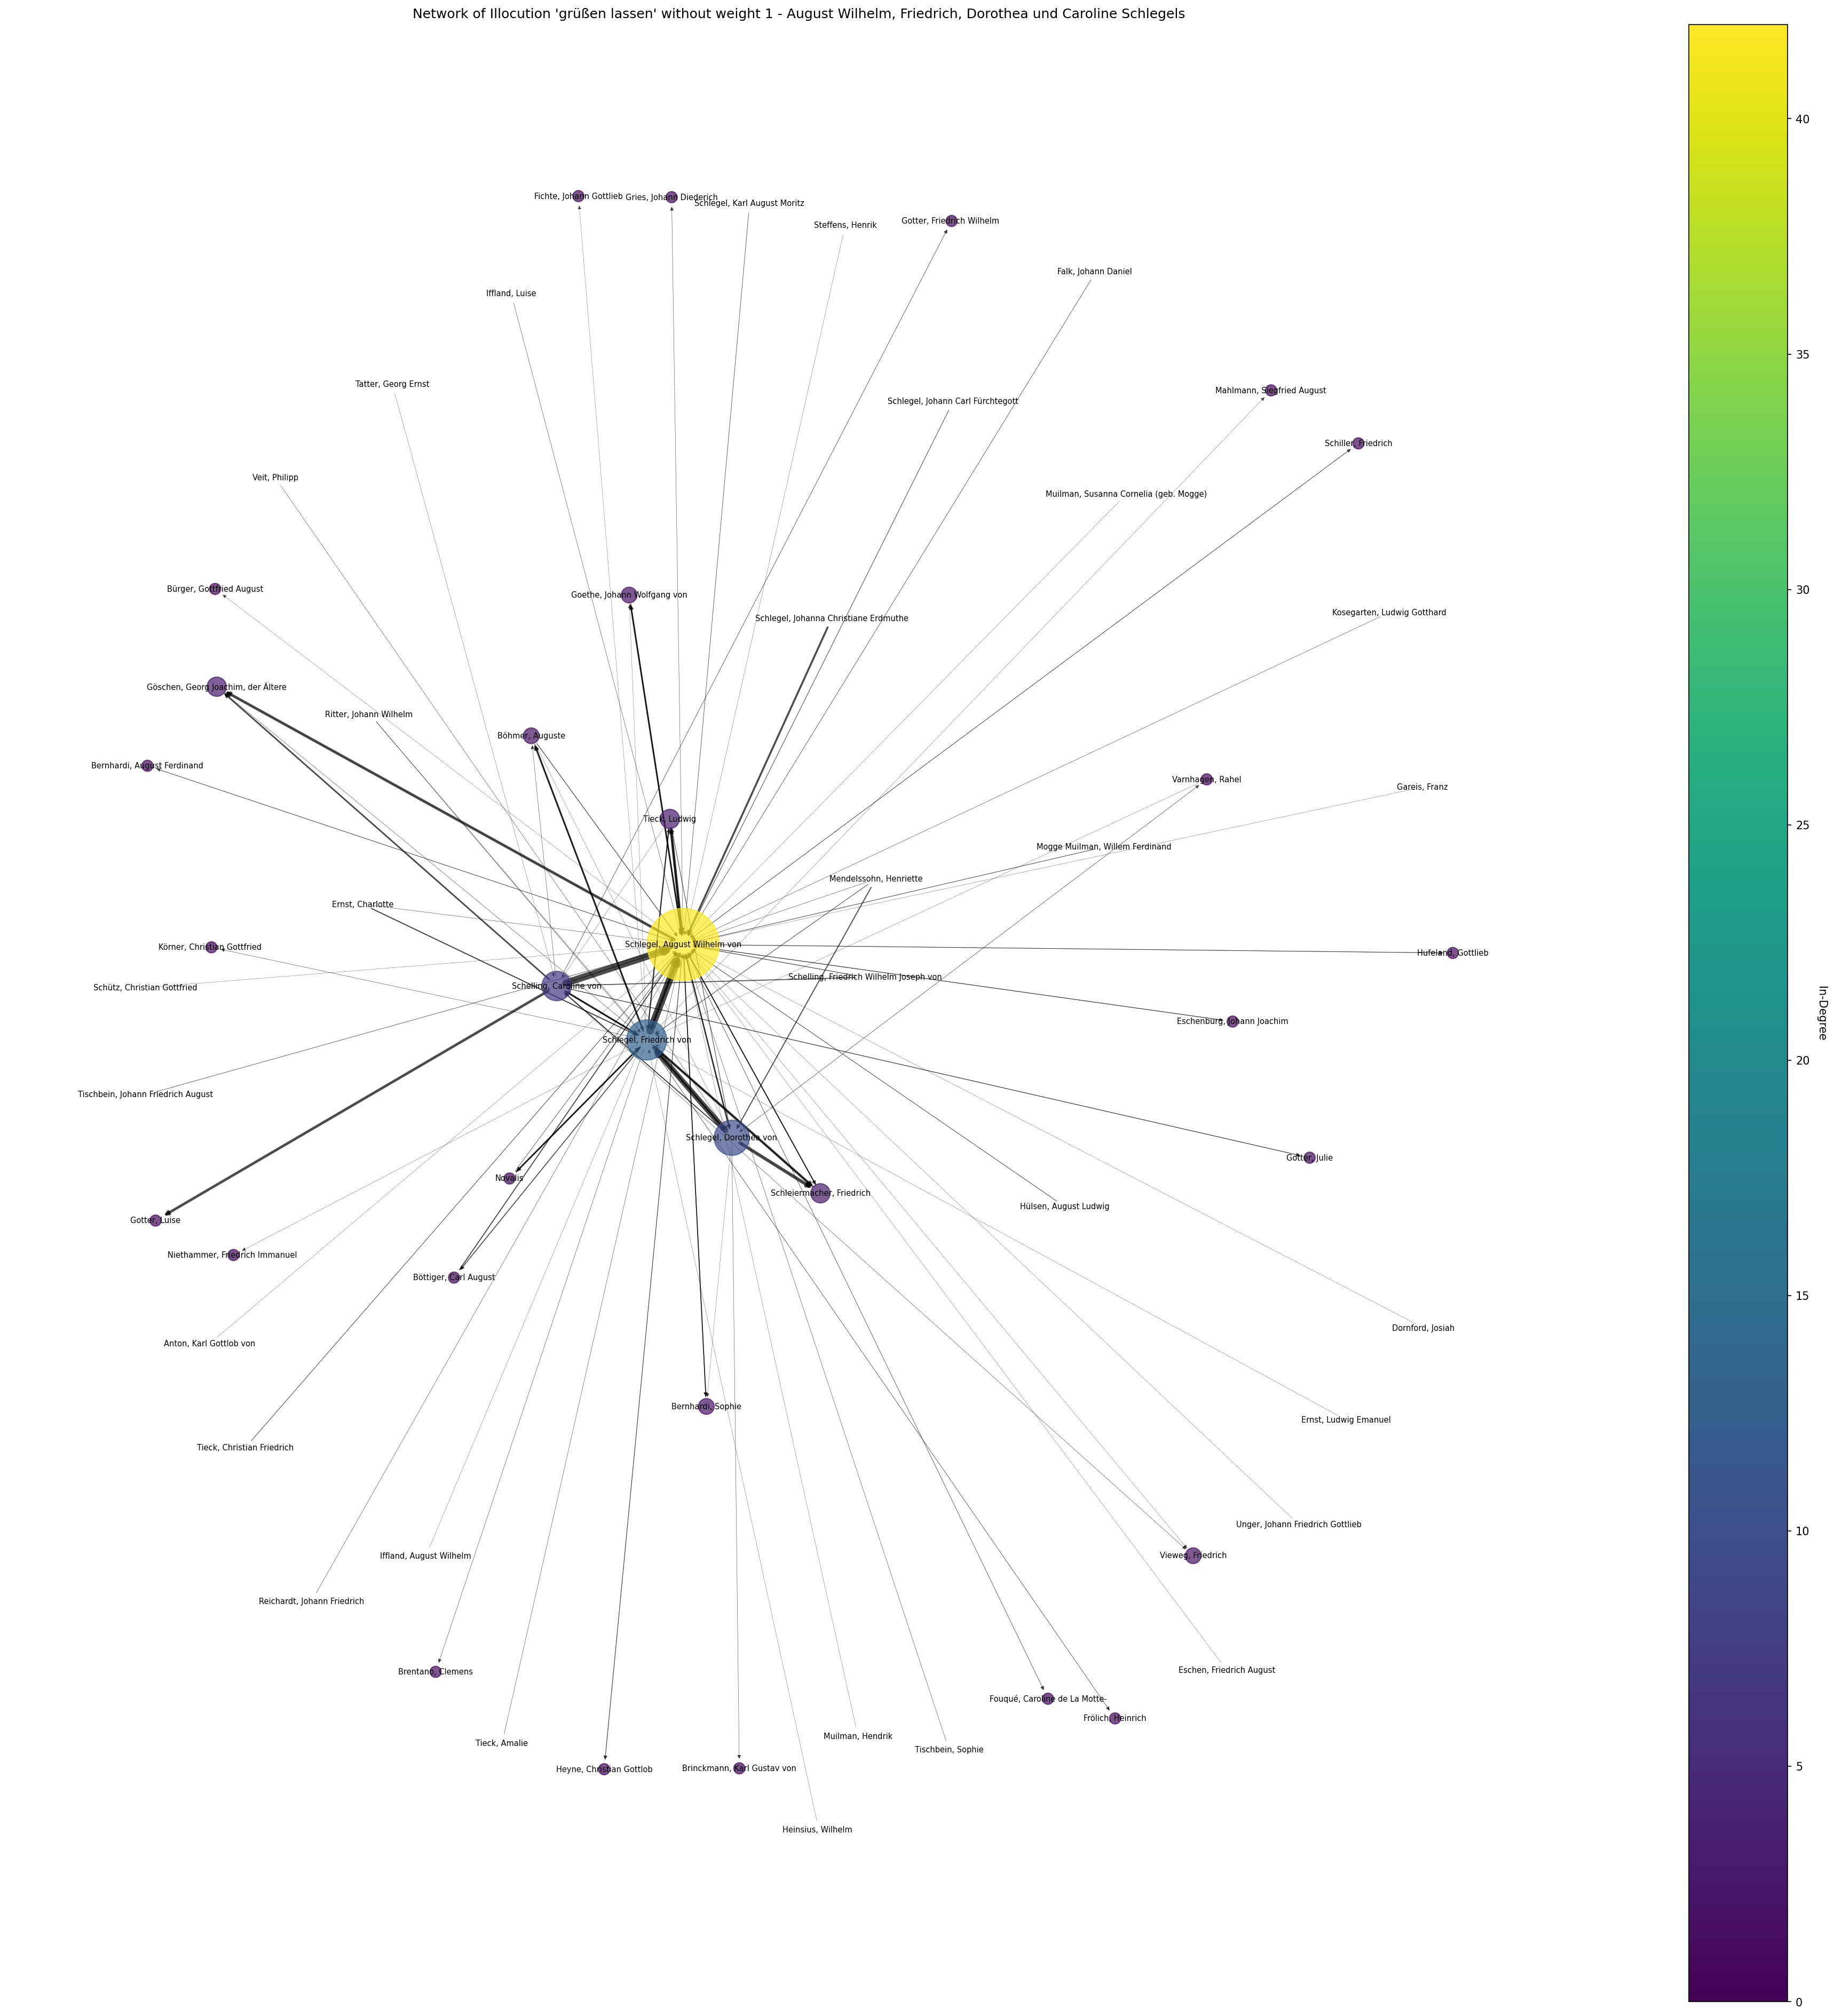 Network of Illocution 'grüßen lassen' without weight 1 - August Wilhelm, Friedrich, Dorothea und Caroline Schlegels
Fichte, Johann Gottlieb
Gries, Johann Diederich
Schlegel, Karl August Moritz
Steffens, Henrik
Gotter, Friedrich Wilhelm
Falk, Johann Daniel
Iffland, Luise
Tatter, Georg Ernst
Mahlmann, Siegfried August
Schlegel, Johann Carl Fürchtegott
Schiller, Friedrich
Veit, Philipp
Muilman, Susanna Cornelia (geb. Mogge)
Bürger, Gottfried August
Goethe, Johann Wolfgang von
Schlegel, Johanna Christiane Erdmuthe
Kosegarten, Ludwig Gotthard
Göschen, Georg Joachim, der Ältere
Ritter, Johann Wilhelm
Böhmer, Auguste
Bernhardi, August Ferdinand
Varnhagen, Rahel
Gareis, Franz
Tieck, Ludwig
Mogge Muilman, Willem Ferdinand
Mendelssohn, Henriette
Ernst, Charlotte
Schlegel, August Wilhelm von
Körner, Christian Gottfried
Hufeland, Gottlieb
Schelling, Friedrich Wilhelm Joseph von
Schelling, Caroline von
Schütz, Christian Gottfried
Eschenburg, Johann Joachim
Schlegel, Friedrich von
Tischbein, Johann Friedrich August
Schlegel, Dorothea von
Gotter, Julie
Novalis
Schleiermacher, Friedrich
Hülsen, August Ludwig
Gotter, Luise
Niethammer, Friedrich Immanuel
Böttiger, Carl August
Dornford, Josiah
Anton, Karl Gottlob von
Bernhardi, Sophie
Ernst, Ludwig Emanuel
Tieck, Christian Friedrich
Unger, Johann Friedrich Gottlieb
Iffland, August Wilhelm
Vieweg, Friedrich
Reichardt, Johann Friedrich
Eschen, Friedrich August
Brentano, Clemens
Fouqué, Caroline de La Motte-
Frölich, Heinrich
Muilman, Hendrik
Tieck, Amalie
Tischbein, Sophie
Heyne, Christian Gottlob
Brinckmann, Karl Gustav von
Heinsius, Wilhelm
40
35
30
25
20
15
10
5
0
In-Degree